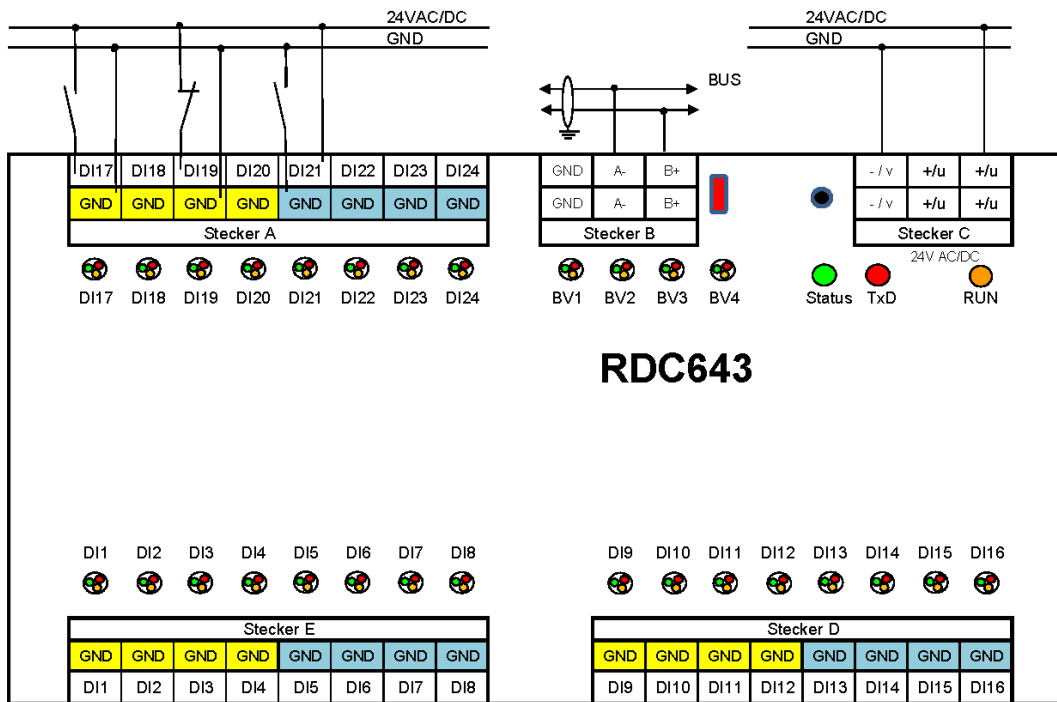 24VAC/DC 24VAC/DC
GND GND
BUS
DI17 DI18 DI19 DI20 DI21 DI22 DI23 DI24 GND A- B+ - / v +/u +/u
GND GND GND GND GND GND GND GND GND A- B+ - / v +/u +/u
Stecker A Stecker B Stecker C
24V AC/DC
DI17 DI18 DI19 DI20 DI21 DI22 DI23 DI24 BV1 BV2 BV3 BV4 Status TxD RUN
RDC643
DI1 DI2 DI3 DI4 DI5 DI6 DI7 DI8 DI9 DI10 DI11 DI12 DI13 DI14 DI15 DI16
Stecker E Stecker D
GND GND GND GND GND GND GND GND GND GND GND GND GND GND GND GND
DI1 DI2 DI3 DI4 DI5 DI6 DI7 DI8 DI9 DI10 DI11 DI12 DI13 DI14 DI15 DI16